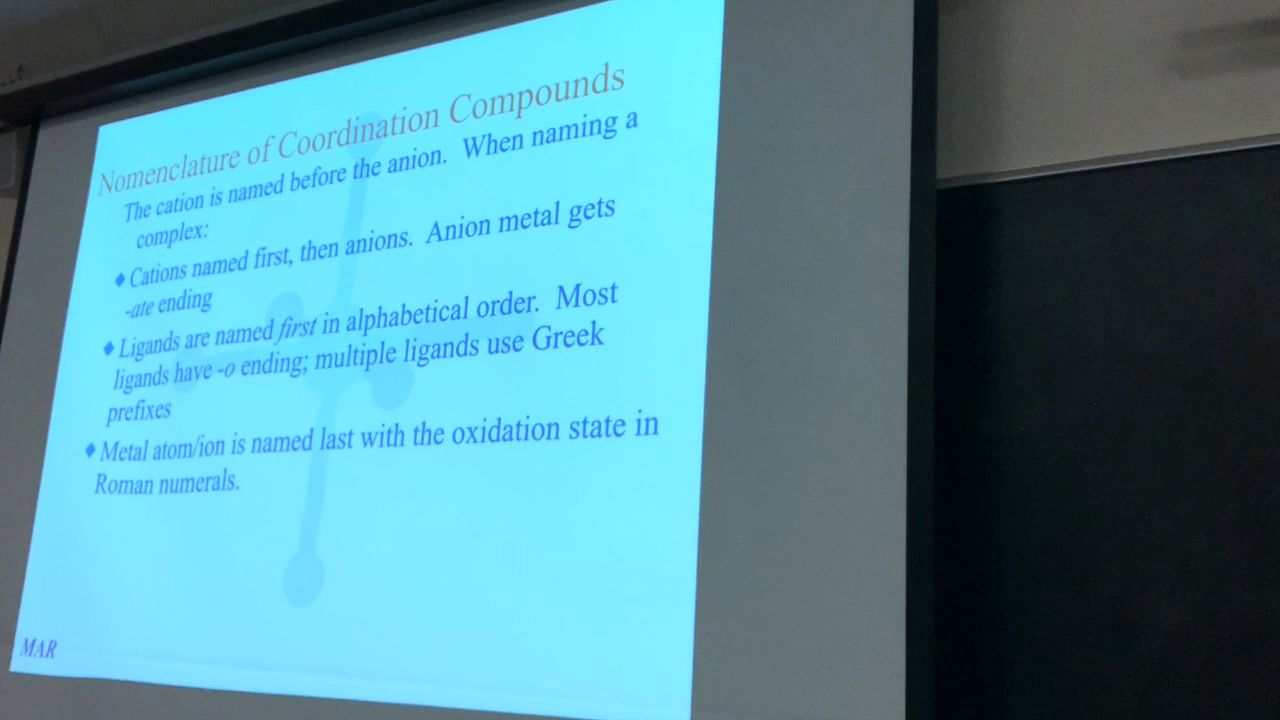 Nomenclature of Coordination Compounds
The cation is named before the anion. When naming a
complex:
♦ Cations named first, then anions. Anion metal gets
-ate ending
♦ Ligands are named first in alphabetical order. Most
ligands have -o ending; multiple ligands use Greek
prefixes
♦ Metal atom/ion is named last with the oxidation state in
Roman numerals.
MAR